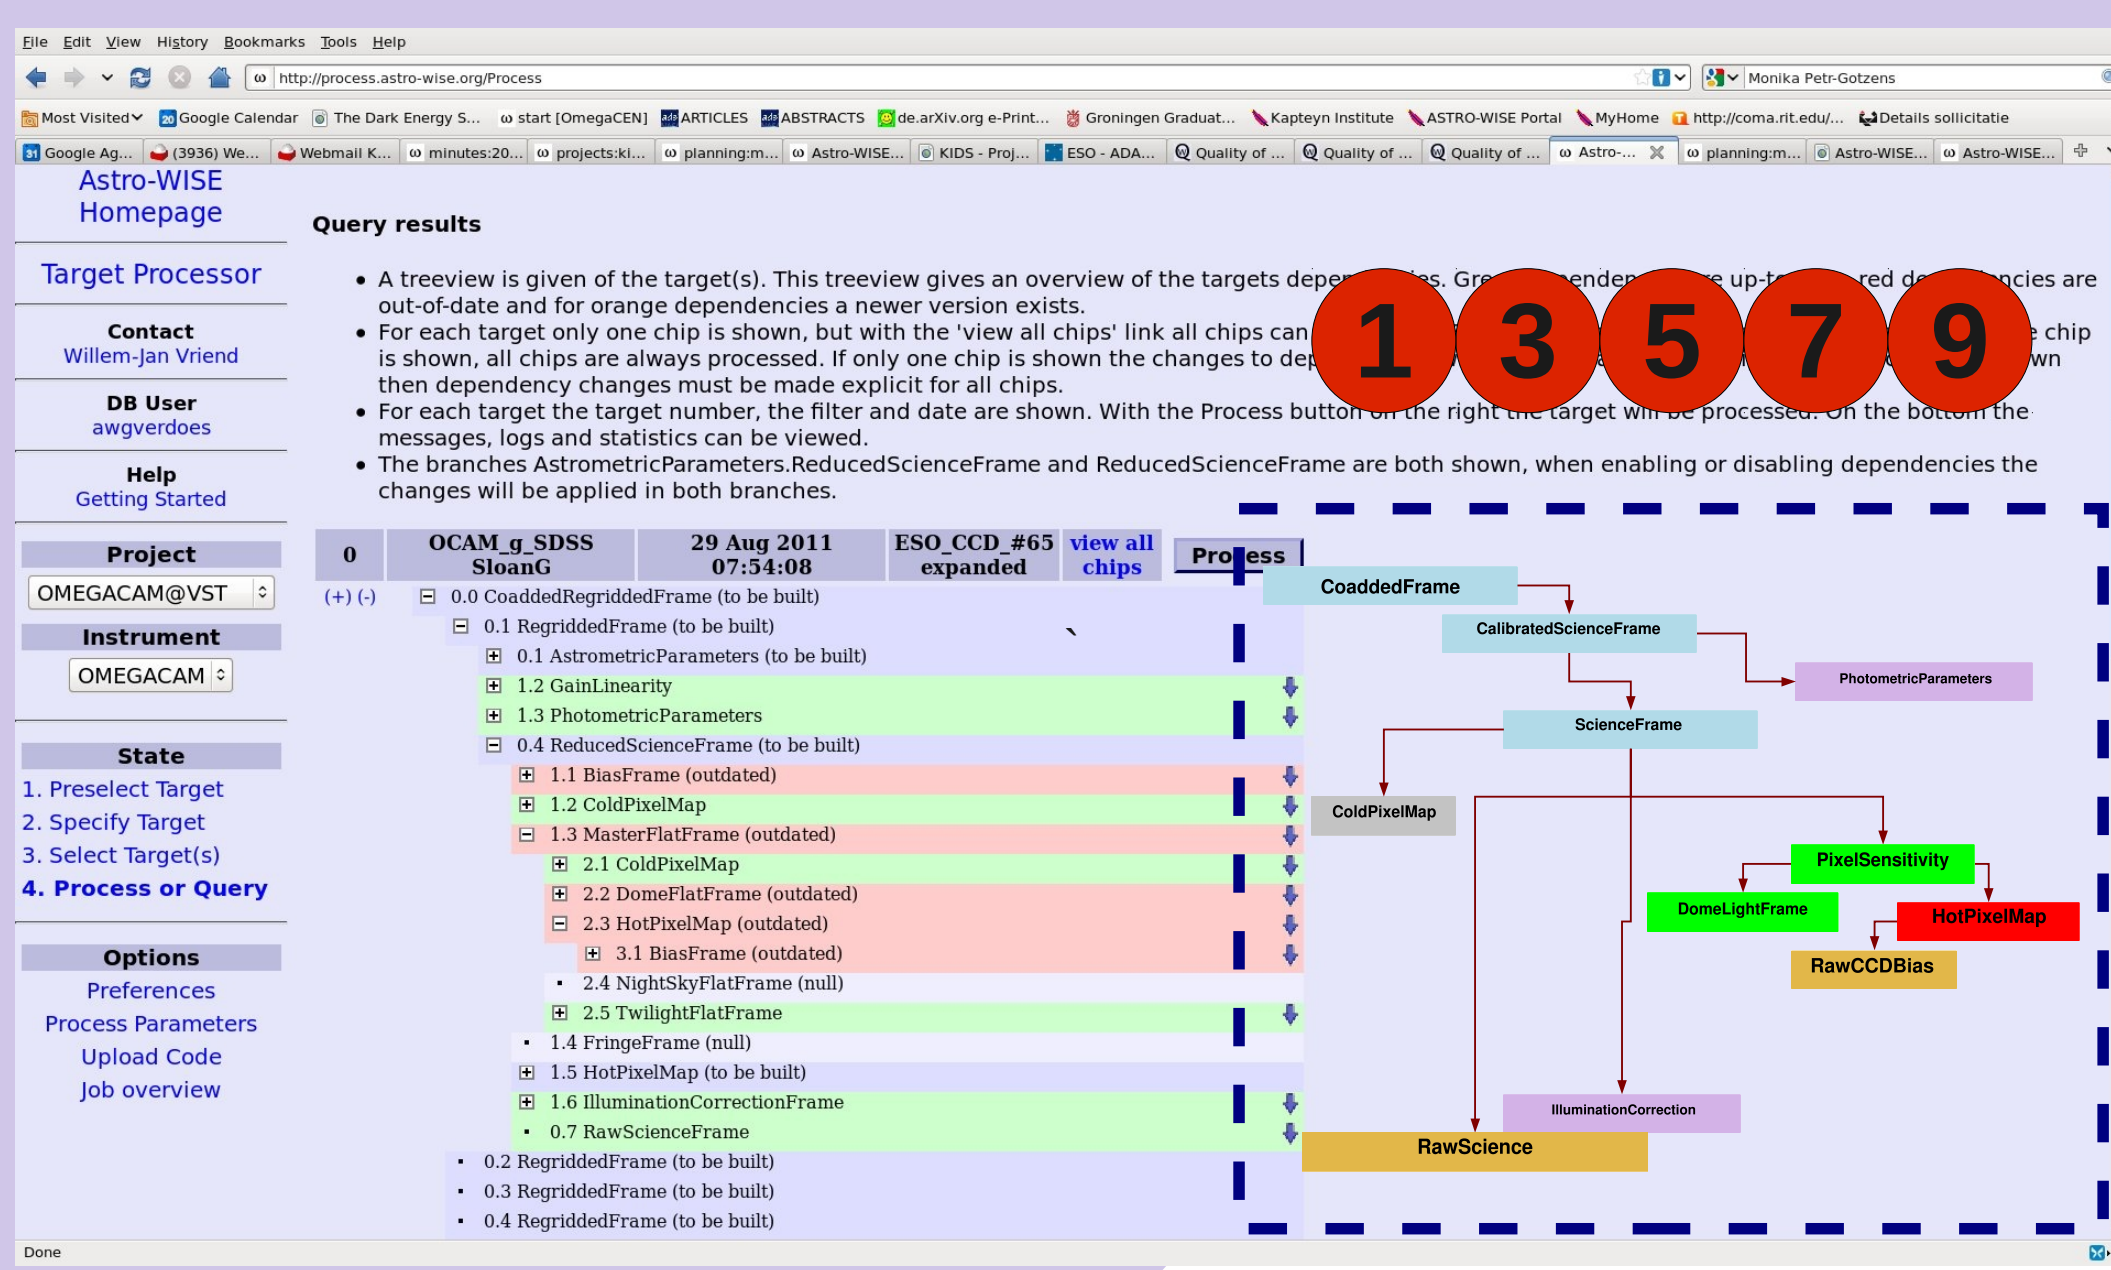 File Edit View History Bookmarks Tools Help
http://process.astro-wise.org/Process
Monika Petr-Gotzens
Most Visited Google Calendar The Dark Energy S... ω start [OmegaCEN] ARTICLES ABSTRACTS de.arXiv.org e-Print... Groningen Graduat... Kapteyn Institute ASTRO-WISE Portal MyHome http://coma.rit.edu/... Details sollicitatie
Google Ag... (3936) We... Webmail K... ω minutes:20... ω projects:ki... ω planning:m... ω Astro-WISE... KIDS - Proj... ESO - ADA... Quality of ... Quality of ... Quality of ... ω Astro-... ω planning:m... Astro-WISE... ω Astro-WISE...
Astro-WISE
Homepage
Target Processor
Contact
Willem-Jan Vriend
DB User
awgverdoes
Help
Getting Started
Project
OMEGACAM@VST
Instrument
OMEGACAM
State
1. Preselect Target
2. Specify Target
3. Select Target(s)
4. Process or Query
Options
Preferences
Process Parameters
Upload Code
Job overview
Query results
• A treeview is given of the target(s). This treeview gives an overview of the targets are
out-of-date and for orange dependencies a newer version exists.
• For each target only one chip is shown, but with the 'view all chips' link all chips can chip
is shown, all chips are always processed. If only one chip is shown the changes to
then dependency changes must be made explicit for all chips.
• For each target the target number, the filter and date are shown. With the Process button on the right the target will be processed. On the bottom the
messages, logs and statistics can be viewed.
• The branches AstrometricParameters.ReducedScienceFrame and ReducedScienceFrame are both shown, when enabling or disabling dependencies the
changes will be applied in both branches.
1 3 5 7 9
0 OCAM_g_SDSS 29 Aug 2011 ESO_CCD_#65 view all Process
SloanG 07:54:08 expanded chips
(+) (-) 0.0 CoaddedRegriddedFrame (to be built)
0.1 RegriddedFrame (to be built)
0.1 AstrometricParameters (to be built)
1.2 GainLinearity
1.3 PhotometricParameters
0.4 ReducedScienceFrame (to be built)
1.1 BiasFrame (outdated)
1.2 ColdPixelMap
1.3 MasterFlatFrame (outdated)
2.1 ColdPixelMap
2.2 DomeFlatFrame (outdated)
2.3 HotPixelMap (outdated)
3.1 BiasFrame (outdated)
2.4 NightSkyFlatFrame (null)
2.5 TwilightFlatFrame
1.4 FringeFrame (null)
1.5 HotPixelMap (to be built)
1.6 IlluminationCorrectionFrame
0.7 RawScienceFrame
0.2 RegriddedFrame (to be built)
0.3 RegriddedFrame (to be built)
0.4 RegriddedFrame (to be built)
CoaddedFrame
CalibratedScienceFrame
PhotometricParameters
ScienceFrame
ColdPixelMap
PixelSensitivity
DomeLightFrame
HotPixelMap
RawCCDBias
IlluminationCorrection
RawScience
Done